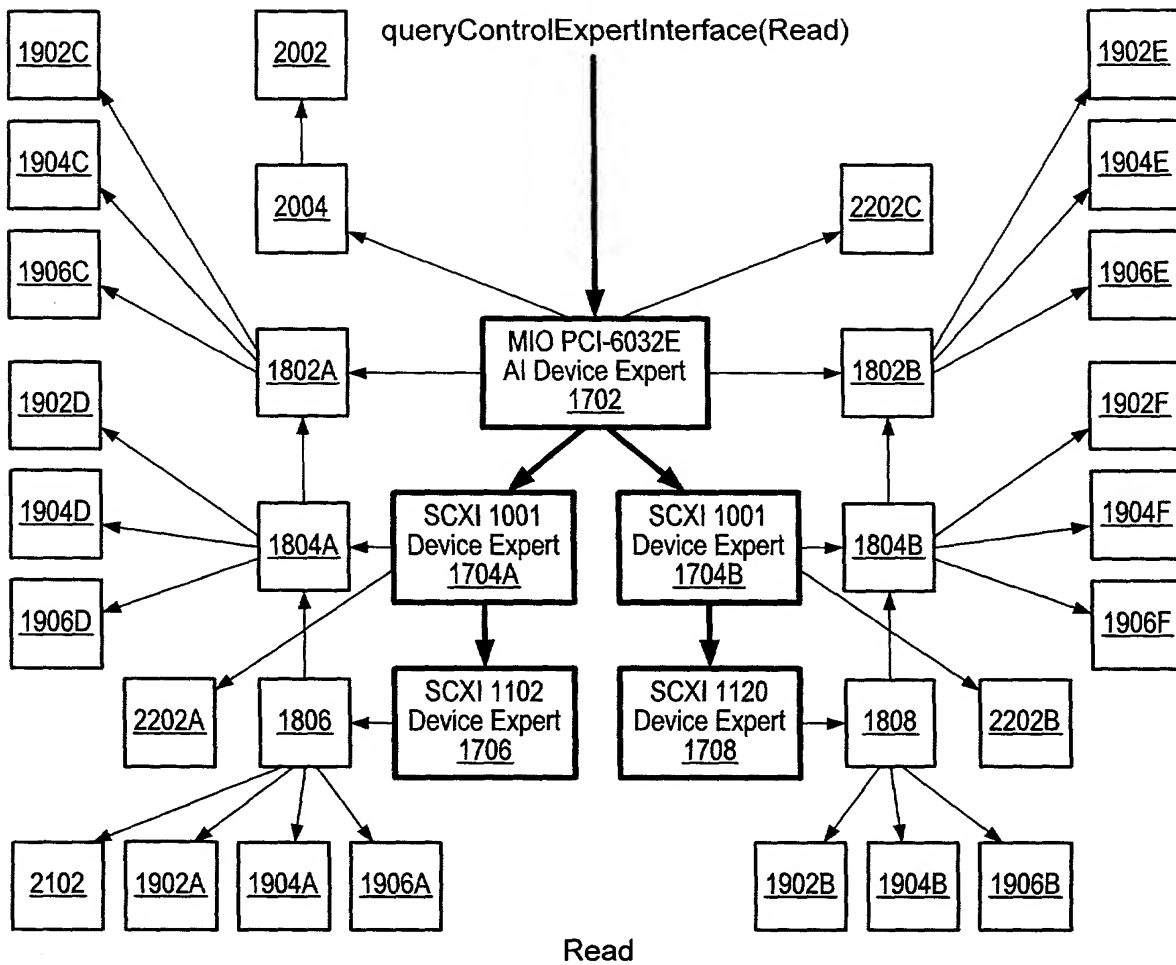 queryControlExpertInterface(Read)
1902C
2002
1902E
1904C
2004
2202C
1904E
1906C
1906E
MIO PCI-6032E
AI Device Expert
1702
1802A
1802B
1902D
1902F
1904D
1804A
SCXI 1001
Device Expert
1704A
SCXI 1001
Device Expert
1704B
1804B
1904F
1906D
1906F
2202A
1806
SCXI 1102
Device Expert
1706
SCXI 1120
Device Expert
1708
1808
2202B
2102
1902A
1904A
1906A
1902B
1904B
1906B
Read